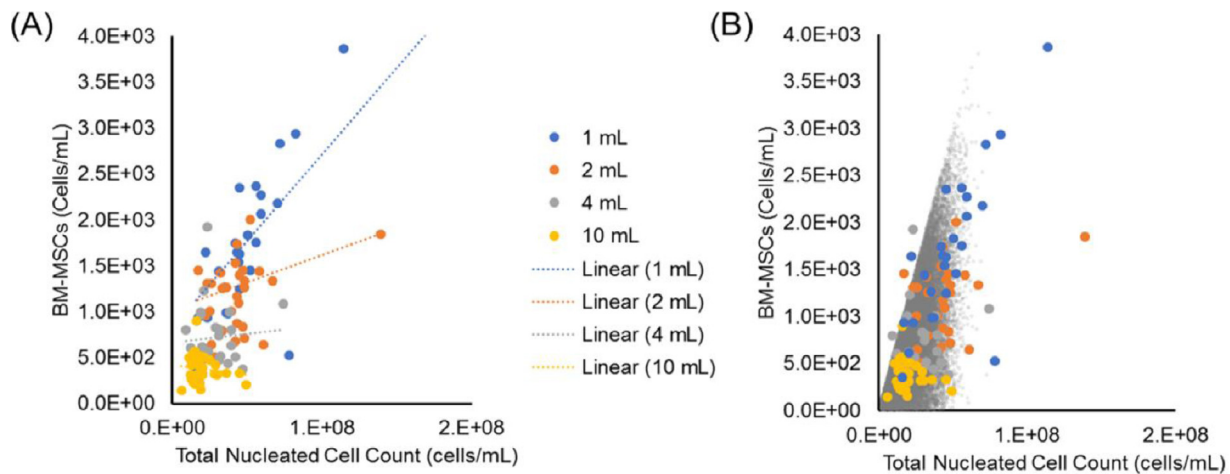 (A)
BM-MSCs (Cells/mL)
4.0E+03
3.5E+03
3.0E+03
2.5E+03
2.0E+03
1.5E+03
1.0E+03
5.0E+02
0.0E+00
0.E+00 1.E+08 2.E+08
Total Nucleated Cell Count (cells/mL)
1 mL
2 mL
4 mL
10 mL
Linear (1 mL)
Linear (2 mL)
Linear (4 mL)
Linear (10 mL)
(B)
BM-MSCs (Cells/mL)
4.0E+03
3.5E+03
3.0E+03
2.5E+03
2.0E+03
1.5E+03
1.0E+03
5.0E+02
0.0E+00
0.E+00 1.E+08 2.E+08
Total Nucleated Cell Count (cells/mL)